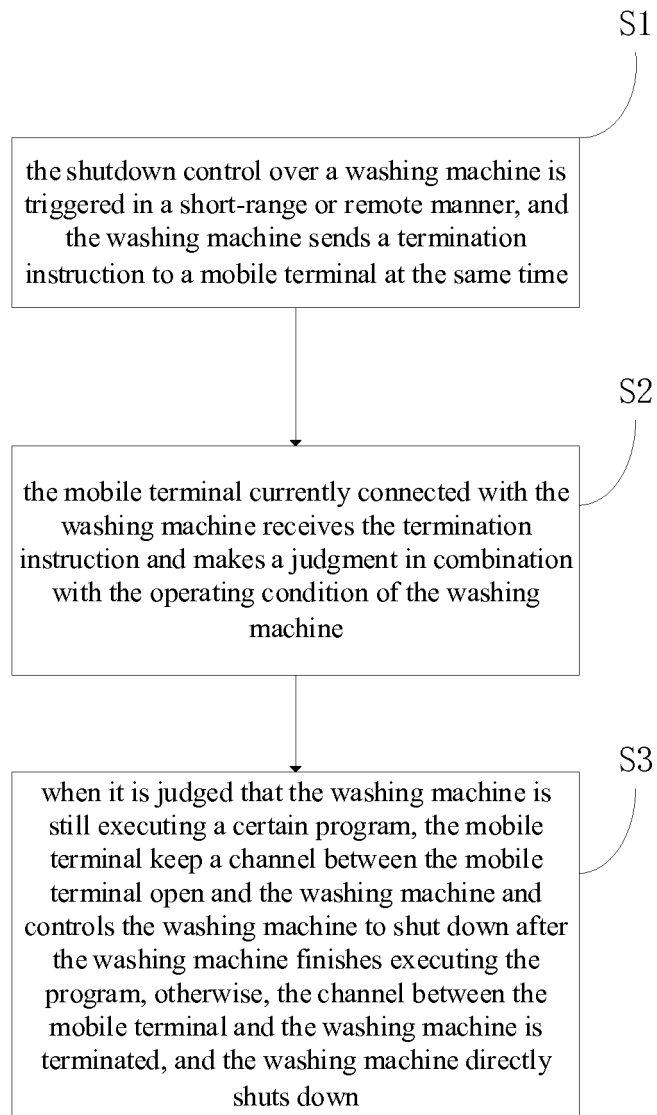 S1
the shutdown control over a washing machine is
triggered in a short-range or remote manner, and
the washing machine sends a termination
instruction to a mobile terminal at the same time
S2
the mobile terminal currently connected with the
washing machine receives the termination
instruction and makes a judgment in combination
with the operating condition of the washing
machine
S3
when it is judged that the washing machine is
still executing a certain program, the mobile
terminal keep a channel between the mobile
terminal open and the washing machine and
controls the washing machine to shut down after
the washing machine finishes executing the
program, otherwise, the channel between the
mobile terminal and the washing machine is
terminated, and the washing machine directly
shuts down